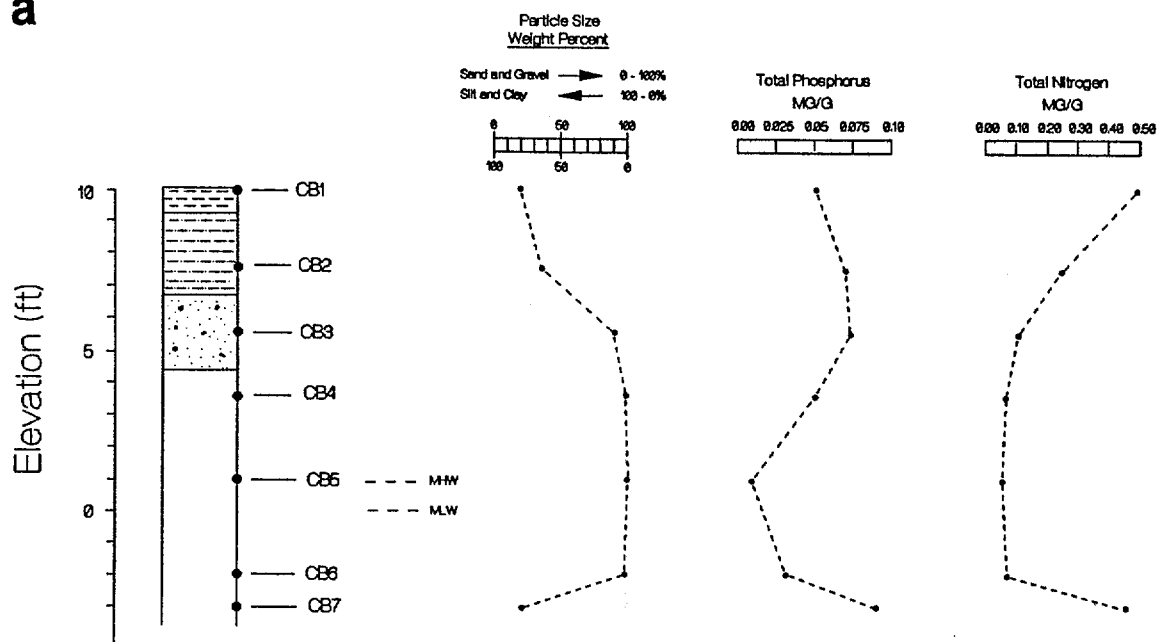 a
Particle Size
Weight Percent
Sand and Gravel 0 - 100%
Silt and Clay 100 - 0%
0 50 100
100 50 0
Total Phosphorus
MG/G
0.00 0.025 0.05 0.075 0.10
Total Nitrogen
MG/G
0.00 0.10 0.20 0.30 0.40 0.50
Elevation (ft)
10
5
0
CB1
CB2
CB3
CB4
CB5
CB6
CB7
MHW
MLW